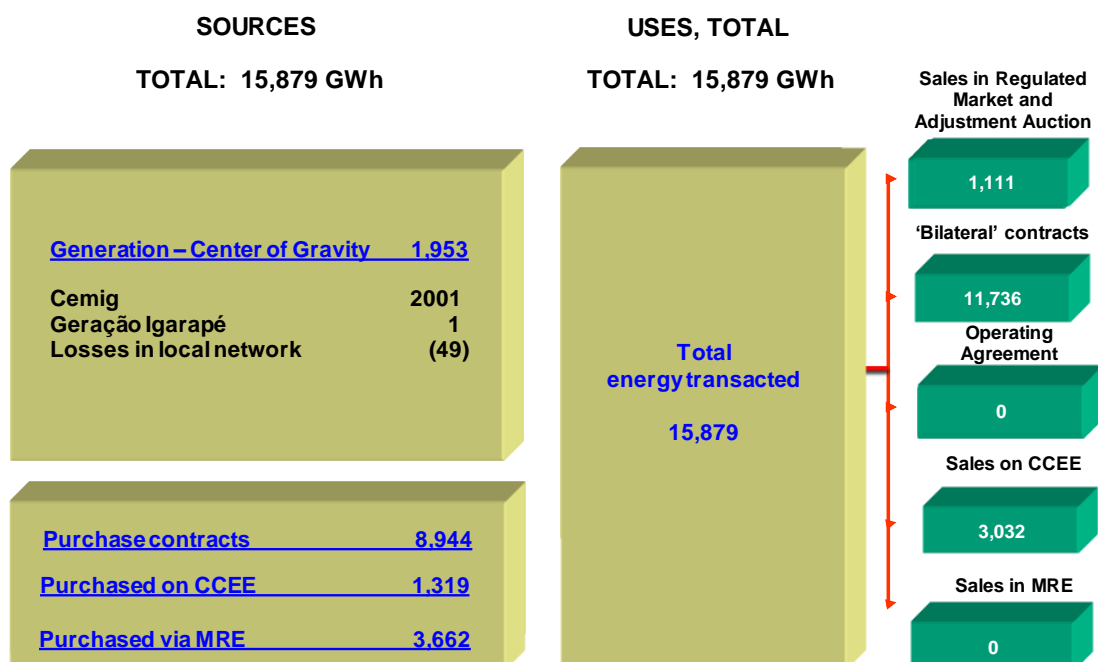 SOURCES
TOTAL: 15,879 GWh
Generation – Center of Gravity 1,953
Cemig 2001
Geração Igarapé 1
Losses in local network (49)
Purchase contracts 8,944
Purchased on CCEE 1,319
Purchased via MRE 3,662
USES, TOTAL
TOTAL: 15,879 GWh
Total
energy transacted
15,879
Sales in Regulated
Market and
Adjustment Auction
1,111
‘Bilateral’ contracts
11,736
Operating
Agreement
0
Sales on CCEE
3,032
Sales in MRE
0